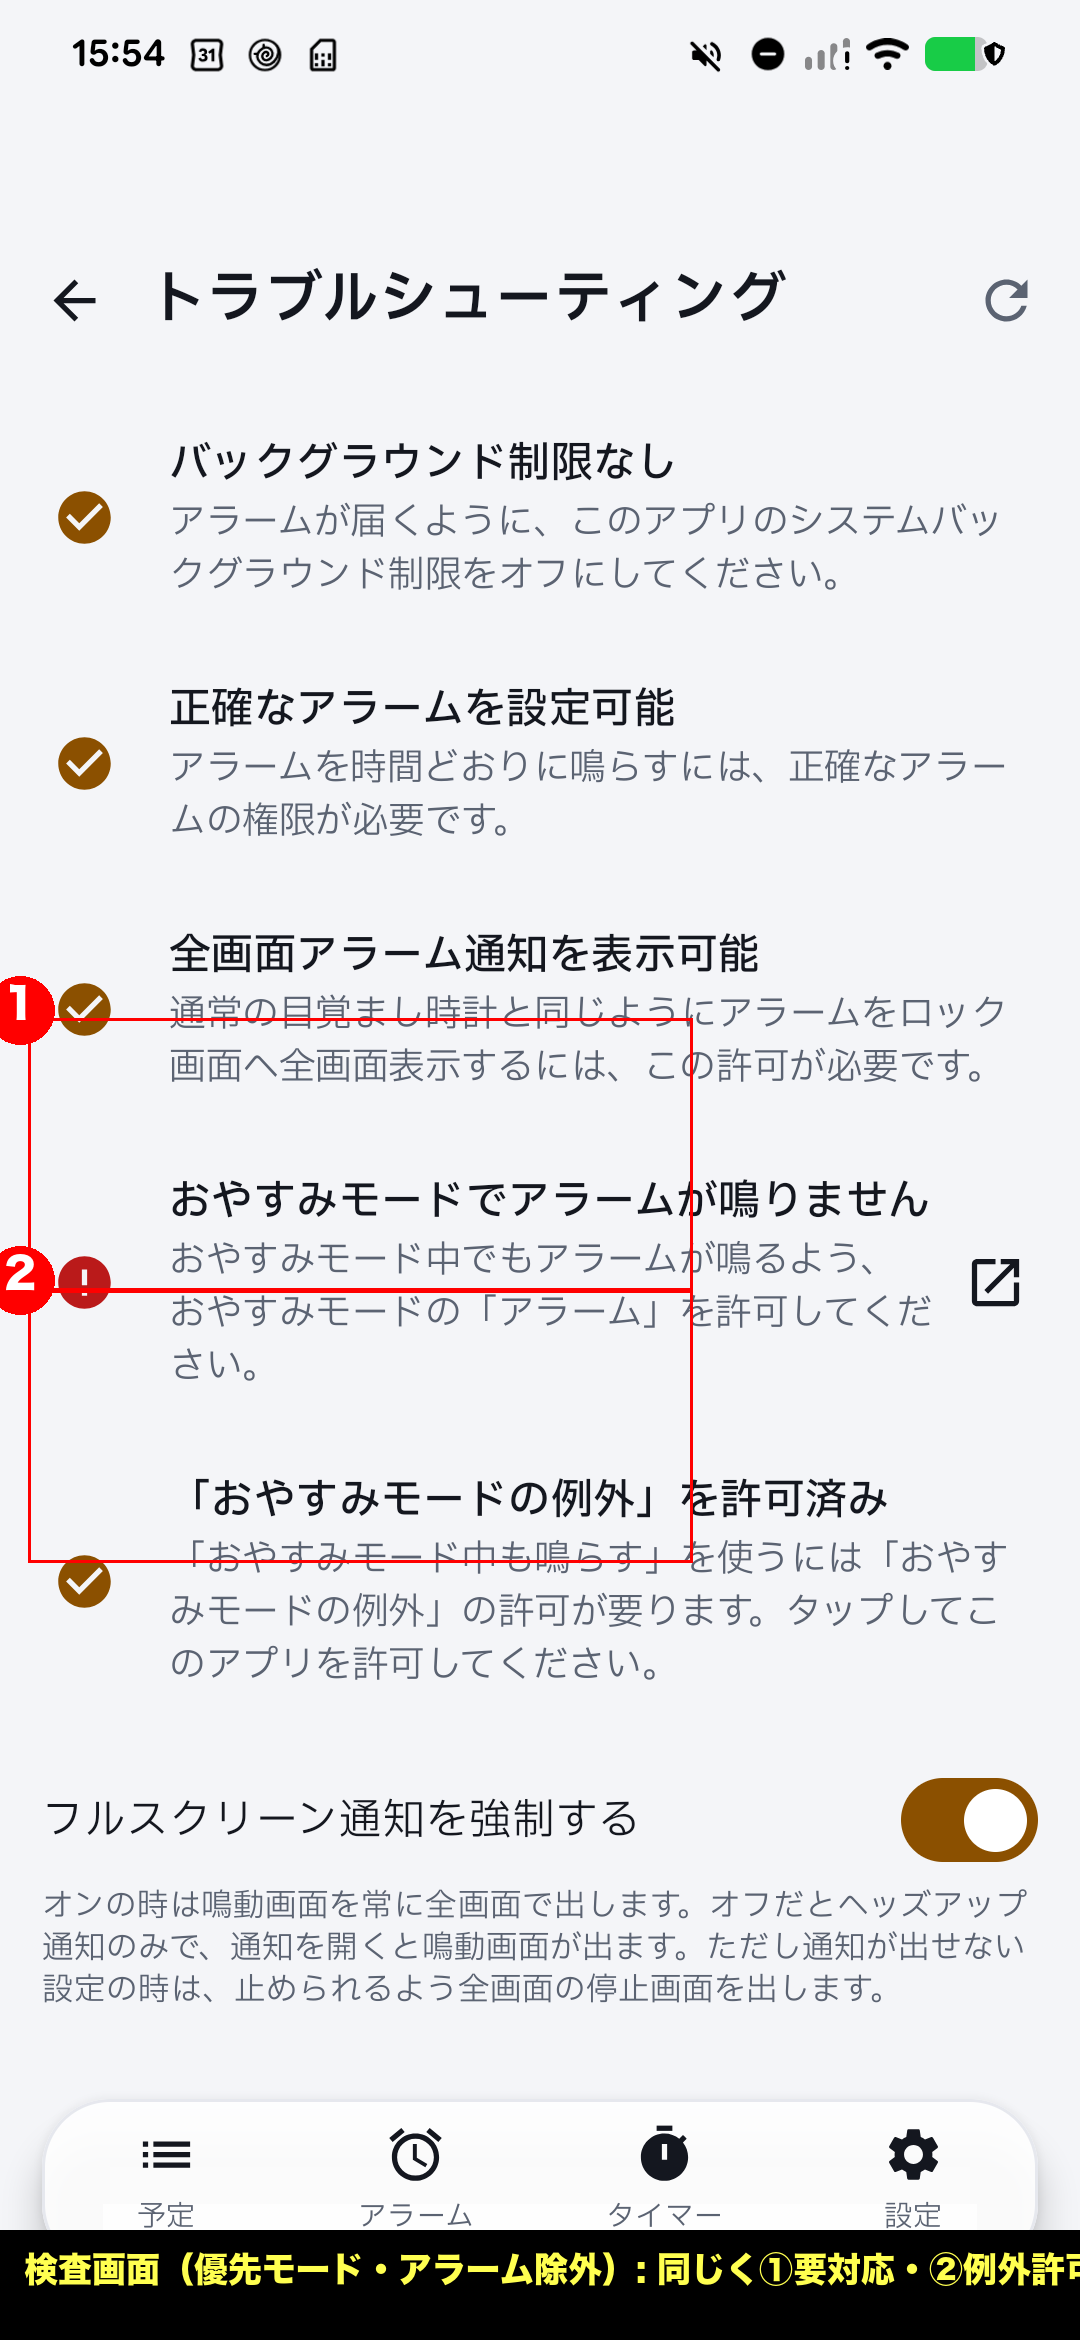 15:54
31
トラブルシューティング
バックグラウンド制限なし
アラームが届くように、このアプリのシステムバッ
クグラウンド制限をオフにしてください。
正確なアラームを設定可能
アラームを時間どおりに鳴らすには、正確なアラー
ムの権限が必要です。
全画面アラーム通知を表示可能
1
通常の目覚まし時計と同じようにアラームをロック
画面へ全画面表示するには、この許可が必要です。
おやすみモードでアラームが鳴りません
おやすみモード中でもアラームが鳴るよう、
2
おやすみモードの「アラーム」を許可してくだ
さい。
「おやすみモードの例外」を許可済み
「おやすみモード中も鳴らす」を使うには「おやす
みモードの例外」の許可が要ります。タップしてこ
のアプリを許可してください。
フルスクリーン通知を強制する
オンの時は鳴動画面を常に全画面で出します。オフだとヘッズアップ
通知のみで、通知を開くと鳴動画面が出ます。ただし通知が出せない
設定の時は、止められるよう全画面の停止画面を出します。
予定
アラーム
タイマー
設定
検査画面（優先モード・アラーム除外）: 同じく①要対応・②例外許可